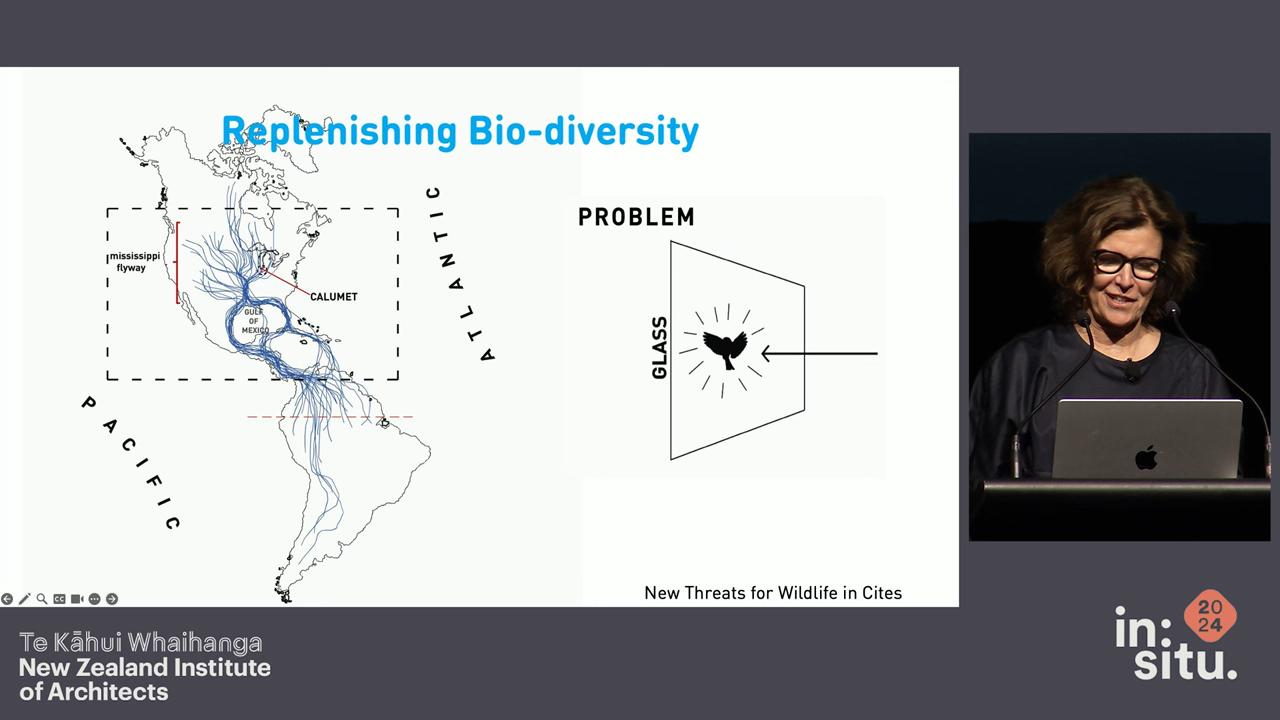 Replenishing Bio-diversity
ATLANTIC
PROBLEM
mississippi
flyway
CALUMET
GULF
OF
MEXICO
GLASS
PACIFIC
New Threats for Wildlife in Cites
CC
Te Kāhui Whaihanga
New Zealand Institute
of Architects
in:
situ.
20
24